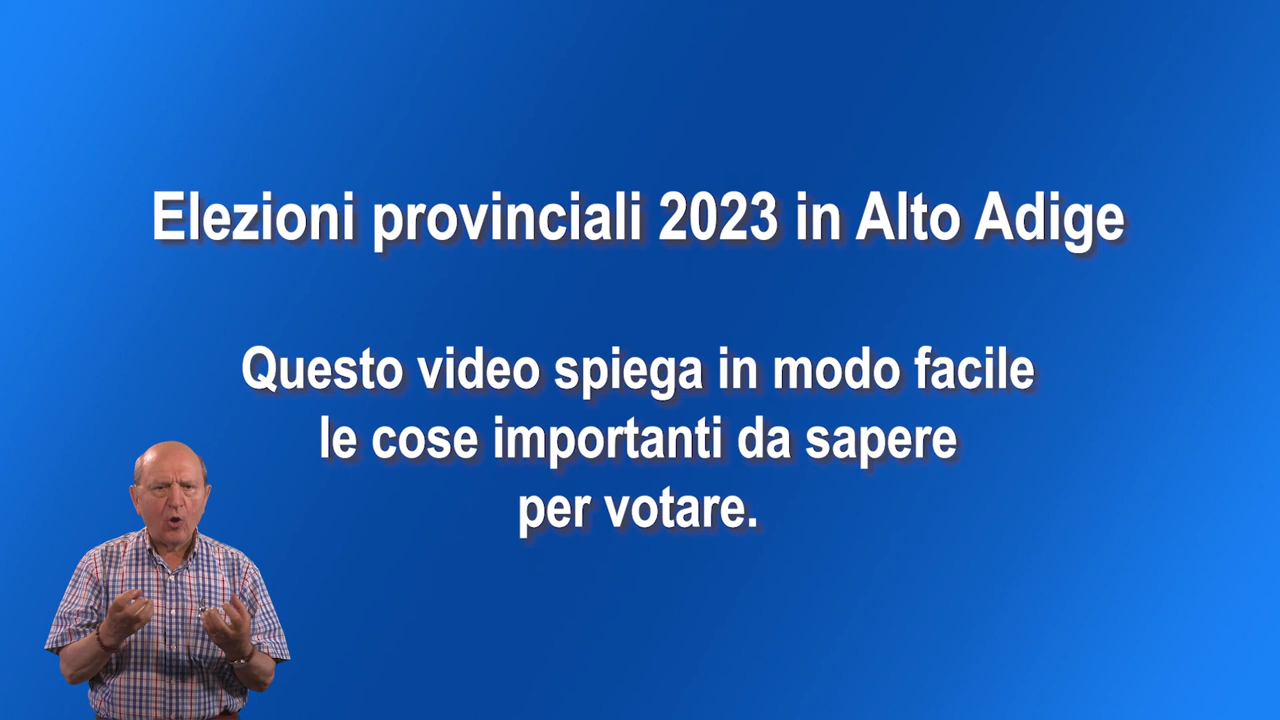 Elezioni provinciali 2023 in Alto Adige
Questo video spiega in modo facile
le cose importanti da sapere
per votare.